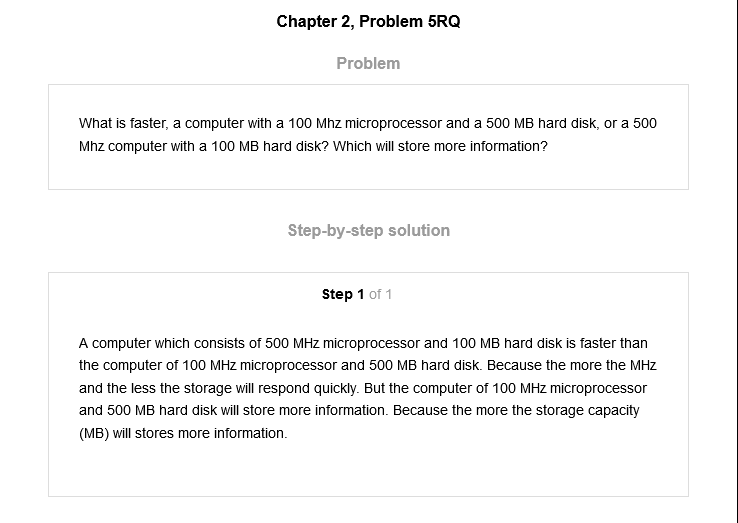 Chapter 2, Problem 5RQ
Problem
What is faster, a computer with a 100 Mhz microprocessor and a 500 MB hard disk, or a 500
Mhz computer with a 100 MB hard disk? Which will store more information?
Step-by-step solution
Step 1 of 1
A computer which consists of 500 MHz microprocessor and 100 MB hard disk is faster than
the computer of 100 MHz microprocessor and 500 MB hard disk. Because the more the MHz
and the less the storage will respond quickly. But the computer of 100 MHz microprocessor
and 500 MB hard disk will store more information. Because the more the storage capacity
(MB) will stores more information.